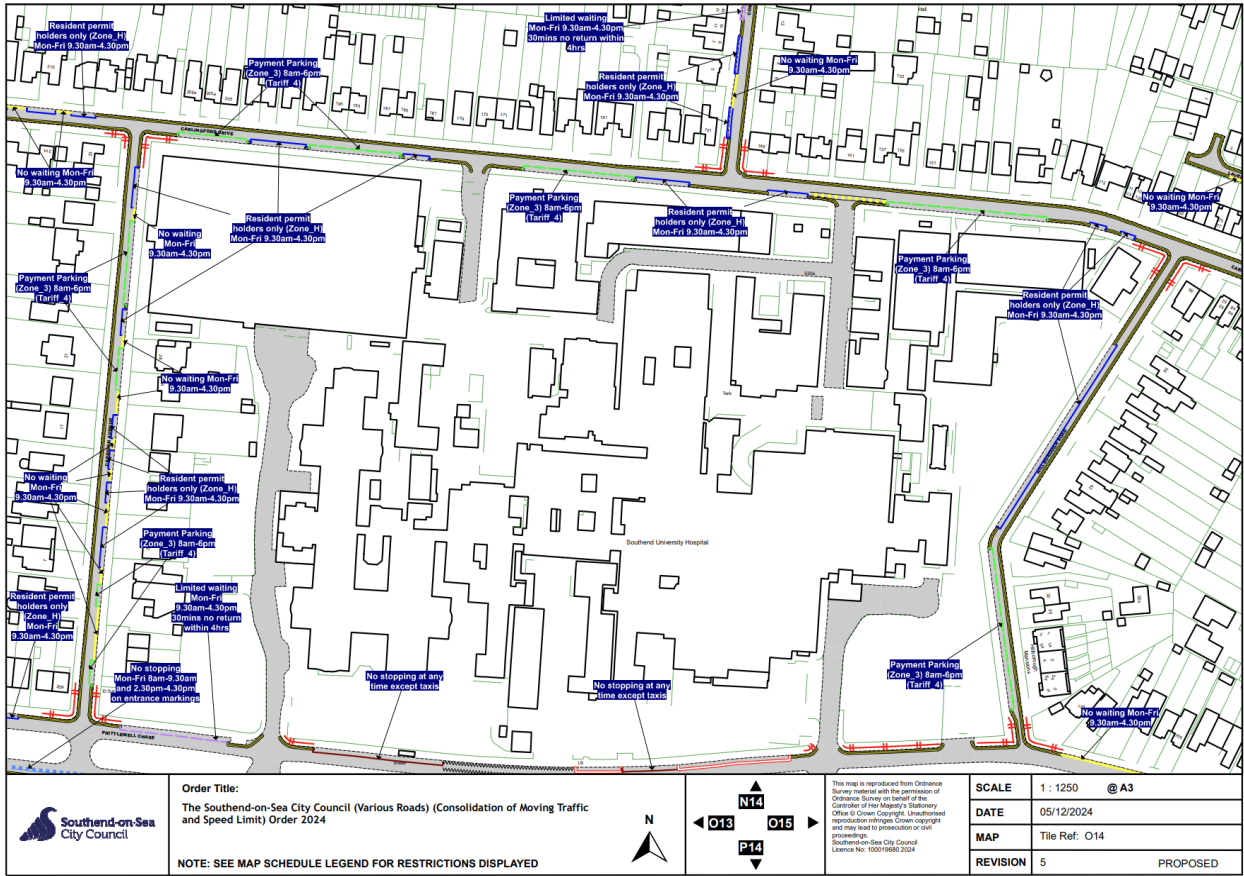 Resident permit
holders only (Zone_H)
Mon-Fri 9.30am-4.30pm
Limited waiting
Mon-Fri 9.30am-4.30pm
30mins no return within
4hrs
Payment Parking
(Zone_3) 8am-6pm
(Tariff_4)
Resident permit
holders only (Zone_H)
Mon-Fri 9.30am-4.30pm
No waiting Mon-Fri
9.30am-4.30pm
Hall
CARLINGFORD DRIVE
No waiting Mon-Fri
9.30am-4.30pm
Payment Parking
(Zone_3) 8am-6pm
(Tariff_4)
Resident permit
holders only (Zone_H)
Mon-Fri 9.30am-4.30pm
No waiting Mon-Fri
9.30am-4.30pm
Resident permit
holders only (Zone_H)
Mon-Fri 9.30am-4.30pm
No waiting
Mon-Fri
9.30am-4.30pm
Payment Parking
(Zone_3) 8am-6pm
(Tariff_4)
Payment Parking
(Zone_3) 8am-6pm
(Tariff_4)
Resident permit
holders only (Zone_H)
Mon-Fri 9.30am-4.30pm
No waiting Mon-Fri
9.30am-4.30pm
Tank
No waiting
Mon-Fri
9.30am-4.30pm
Resident permit
holders only (Zone_H)
Mon-Fri 9.30am-4.30pm
Payment Parking
(Zone_3) 8am-6pm
(Tariff_4)
Southend University Hospital
Resident permit
holders only
(Zone_H)
Mon-Fri
9.30am-4.30pm
Limited waiting
Mon-Fri
9.30am-4.30pm
30mins no return
within 4hrs
No stopping
Mon-Fri 8am-9.30am
and 2.30pm-4.30pm
on entrance markings
No stopping at any
time except taxis
No stopping at any
time except taxis
Payment Parking
(Zone_3) 8am-6pm
(Tariff_4)
No waiting Mon-Fri
9.30am-4.30pm
PRITTLEWELL CHASE
LB
Southend-on-Sea
City Council
Order Title:
The Southend-on-Sea City Council (Various Roads) (Consolidation of Moving Traffic
and Speed Limit) Order 2024
NOTE: SEE MAP SCHEDULE LEGEND FOR RESTRICTIONS DISPLAYED
N
N14
O13
O15
P14
This map is reproduced from Ordnance
Survey material with the permission of
Ordnance Survey on behalf of the
Controller of Her Majesty's Stationery
Office © Crown Copyright. Unauthorised
reproduction infringes Crown copyright
and may lead to prosecution or civil
proceedings.
Southend-on-Sea City Council
Licence No: 100019680 2024
SCALE 1 : 1250 @ A3
DATE 05/12/2024
MAP Tile Ref: O14
REVISION 5 PROPOSED